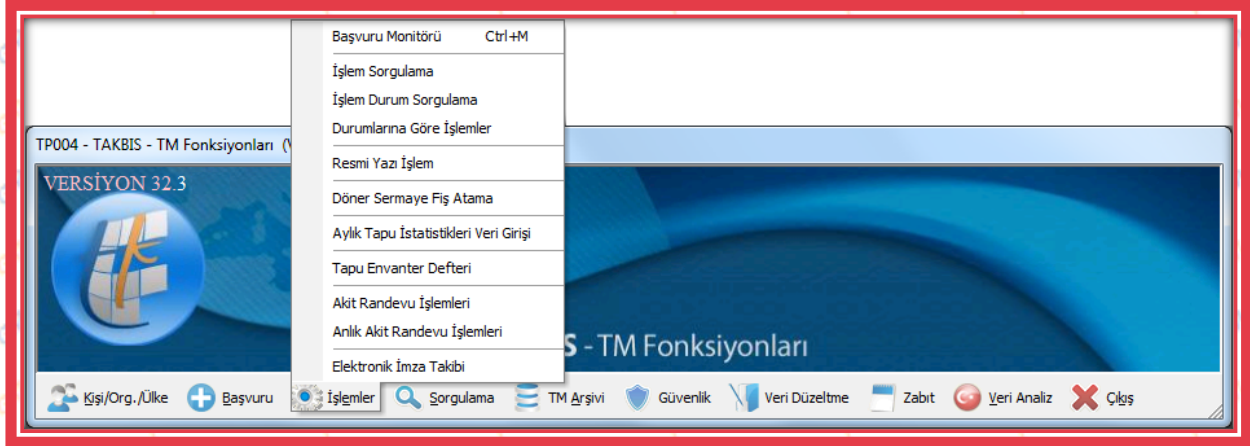 Başvuru Monitörü Ctrl+M
İşlem Sorgulama
İşlem Durum Sorgulama
Durumlarına Göre İşlemler
Resmi Yazı İşlem
Döner Sermaye Fiş Atama
Aylık Tapu İstatistikleri Veri Girişi
Tapu Envanter Defteri
Akit Randevu İşlemleri
Anlık Akit Randevu İşlemleri
Elektronik İmza Takibi
TP004 - TAKBIS - TM Fonksiyonları (
VERSİYON 32.3
S - TM Fonksiyonları
Kişi/Org./Ülke Başvuru İşlemler Sorgulama TM Arşivi Güvenlik Veri Düzeltme Zabıt Veri Analiz Çıkış